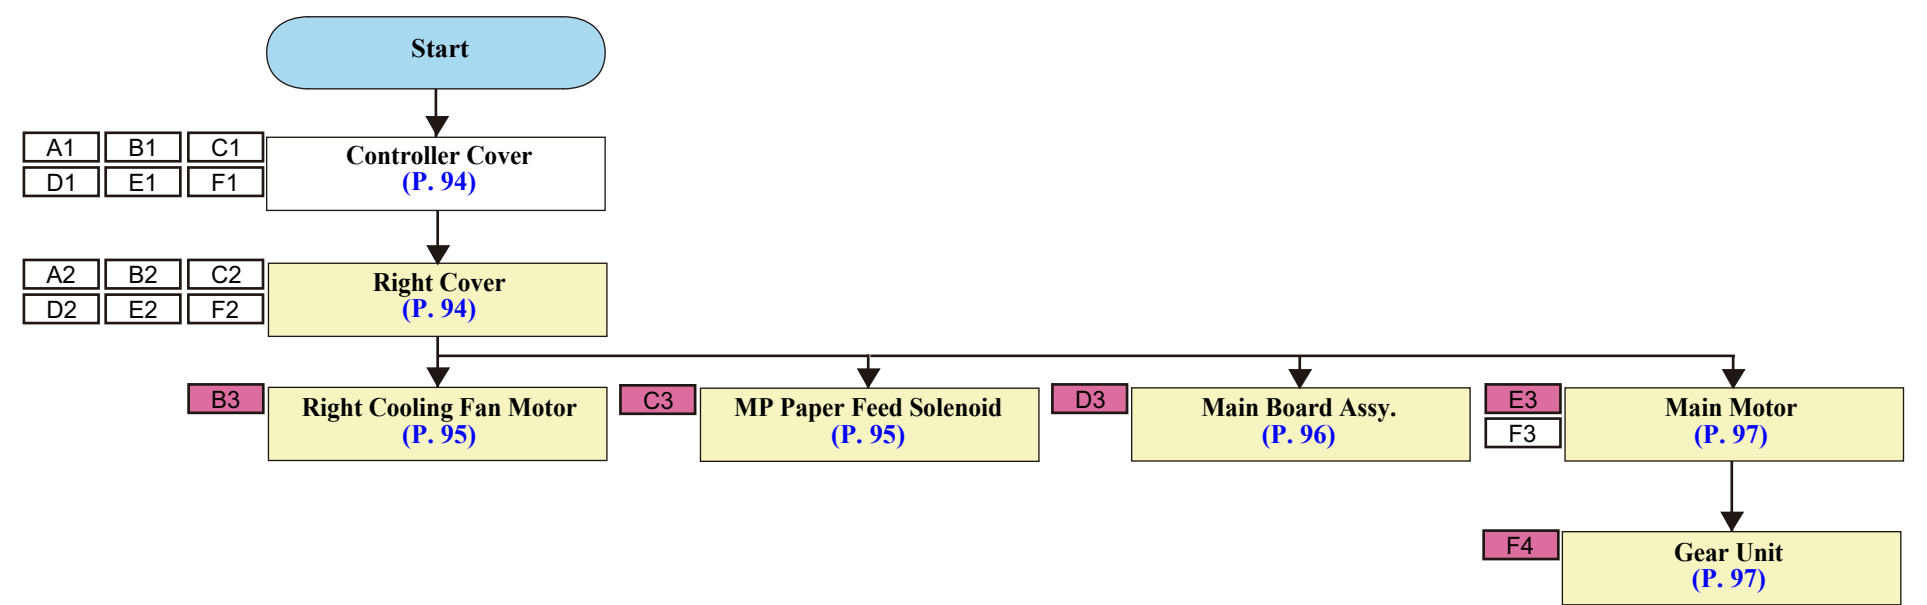 Start
A1 B1 C1
D1 E1 F1
Controller Cover
(P. 94)
A2 B2 C2
D2 E2 F2
Right Cover
(P. 94)
B3
Right Cooling Fan Motor
(P. 95)
C3
MP Paper Feed Solenoid
(P. 95)
D3
Main Board Assy.
(P. 96)
E3
F3
Main Motor
(P. 97)
F4
Gear Unit
(P. 97)